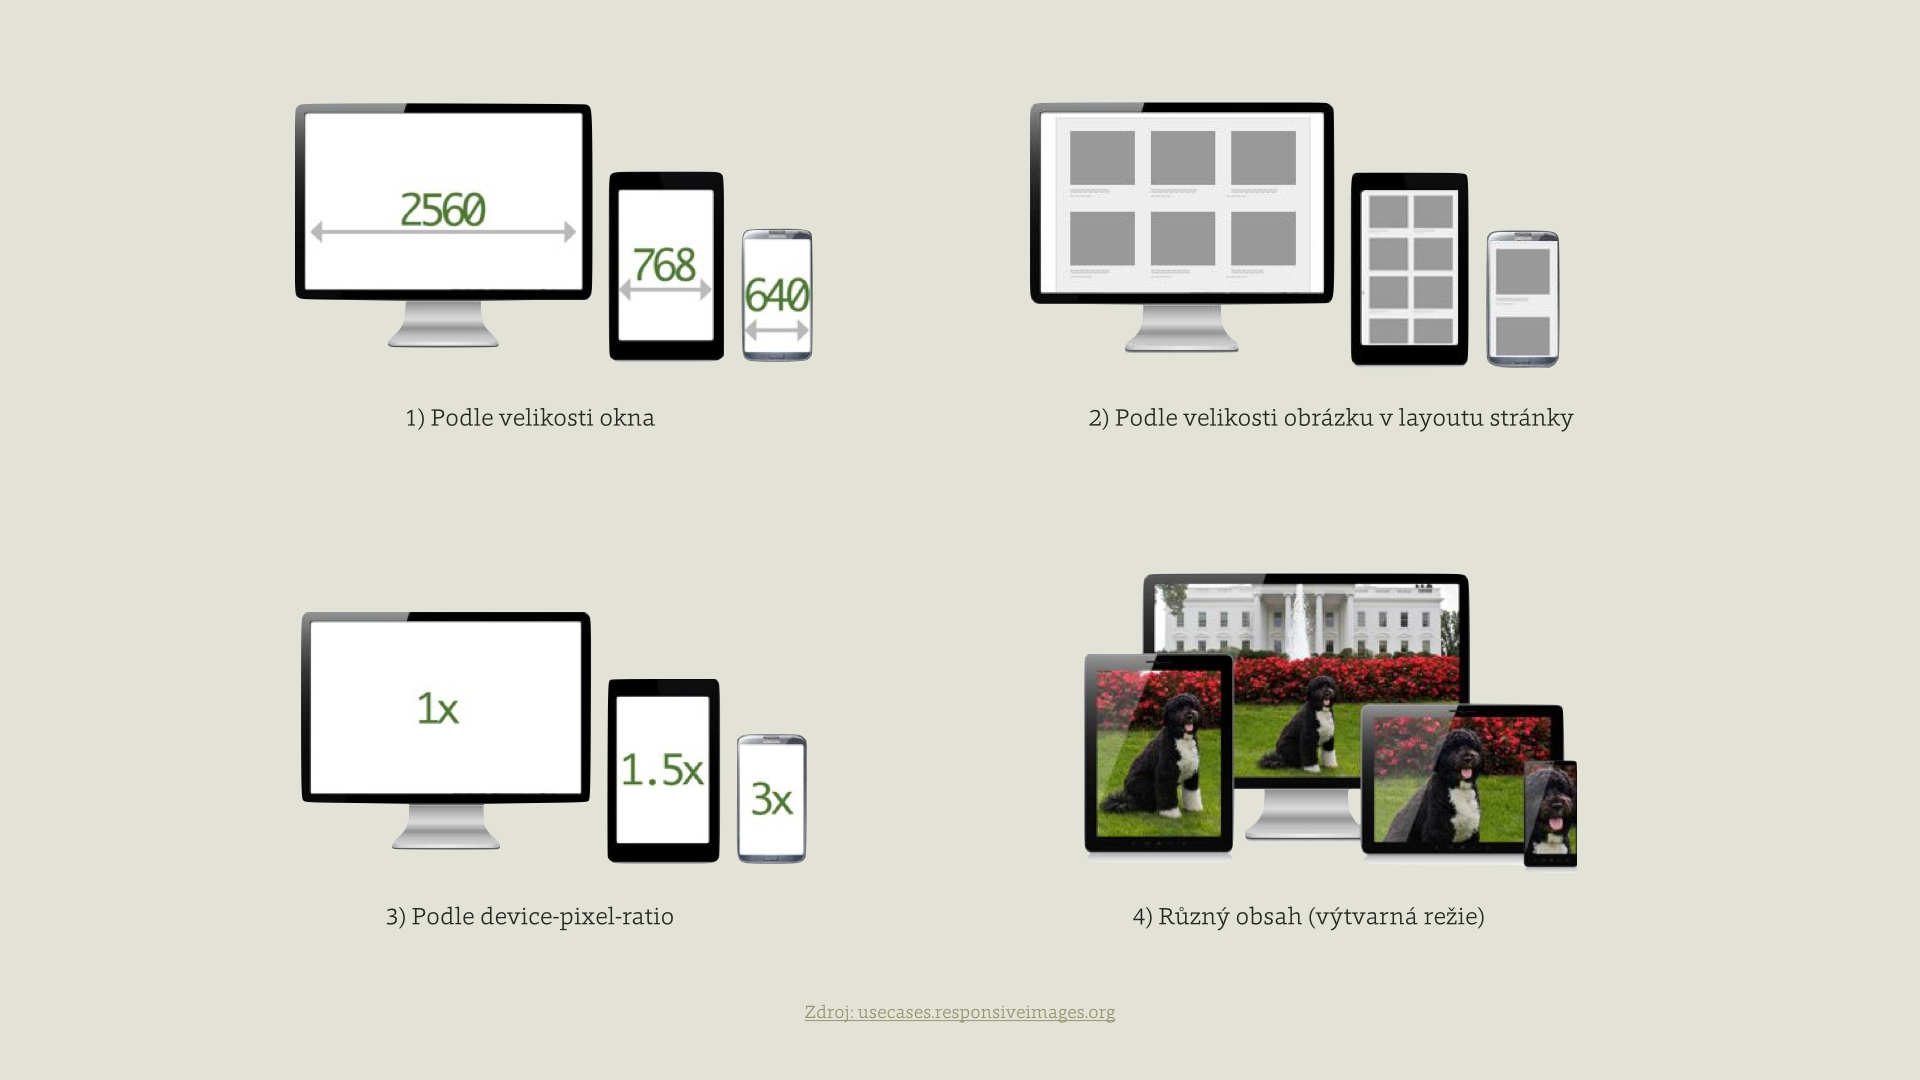 2560
768
640
1) Podle velikosti okna
2) Podle velikosti obrázku v layoutu stránky
1x
1.5x
3x
3) Podle device-pixel-ratio
4) Různý obsah (výtvarná režie)
Zdroj: usecases.responsiveimages.org